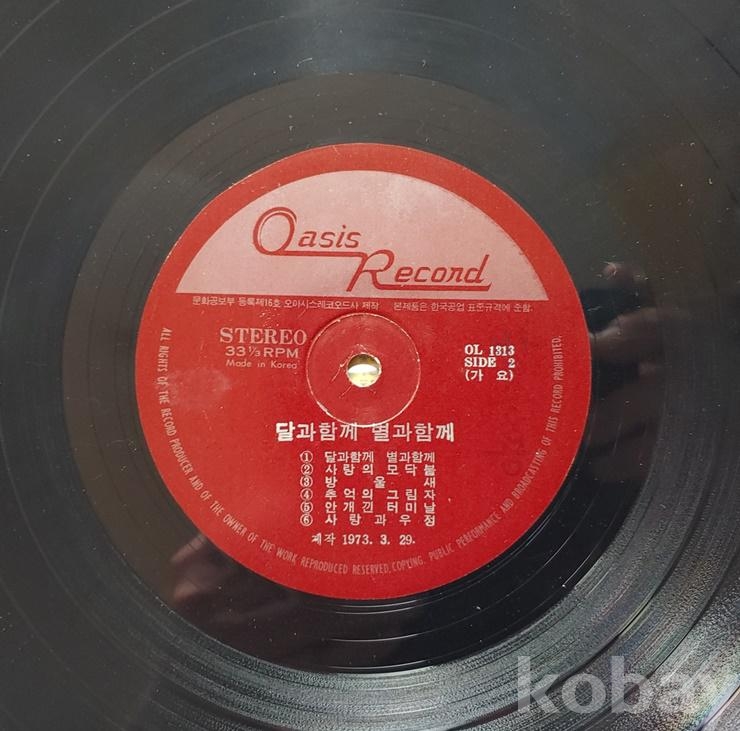 Oasis
Record
문화공보부 등록제16호 오아시스레코오드사 제작 본제품은 한국공업 표준규격에 준함.
STEREO
33 1/3 RPM
Made in Korea
OL 1313
SIDE 2
(가 요)
달과함께 별과함께
① 달과함께 별과함께
② 사랑의 모닥불
③ 방 울 새
④ 추억의 그림자
⑤ 안개낀 터미날
⑥ 사랑과우정
제작 1973. 3. 29.
ALL RIGHTS OF THE RECORD PRODUCER AND OF THE OWNER OF THE WORK REPRODUCED RESERVED. COPYING, PUBLIC PERFORMANCE AND BROADCASTING OF THIS RECORD PROHIBITED.
kobay